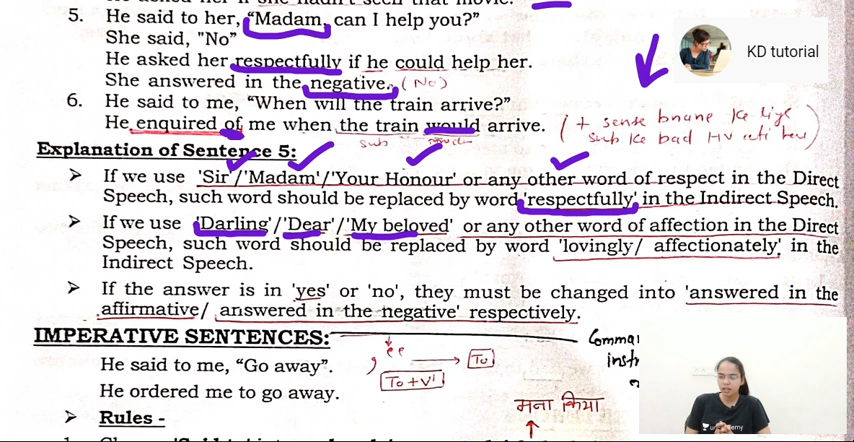 He asked her if she hadn't seen that movie.
5. He said to her, “Madam, can I help you?”
She said, "No”
He asked her respectfully if he could help her.
She answered in the negative. (No)
6. He said to me, “When will the train arrive?”
He enquired of me when the train would arrive.
sub
(+ sense bnane ke liye
sub ke bad HV
Explanation of Sentence 5:
➢ If we use 'Sir'/'Madam'/'Your Honour' or any other word of respect in the Direct
Speech, such word should be replaced by word 'respectfully' in the Indirect Speech.
➢ If we use 'Darling'/'Dear'/'My beloved' or any other word of affection in the Direct
Speech, such word should be replaced by word 'lovingly/ affectionately' in the
Indirect Speech.
➢ If the answer is in 'yes' or 'no', they must be changed into 'answered in the
affirmative/ answered in the negative' respectively.
IMPERATIVE SENTENCES:
He said to me, “Go away”.
He ordered me to go away.
, “ ” → To
To + V¹
मना किया
➢ Rules -
KD tutorial